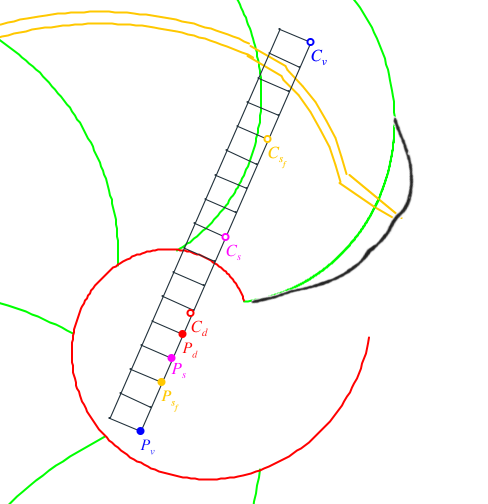 C_v
C_{s_f}
C_s
C_d
P_d
P_s
P_{s_f}
P_v